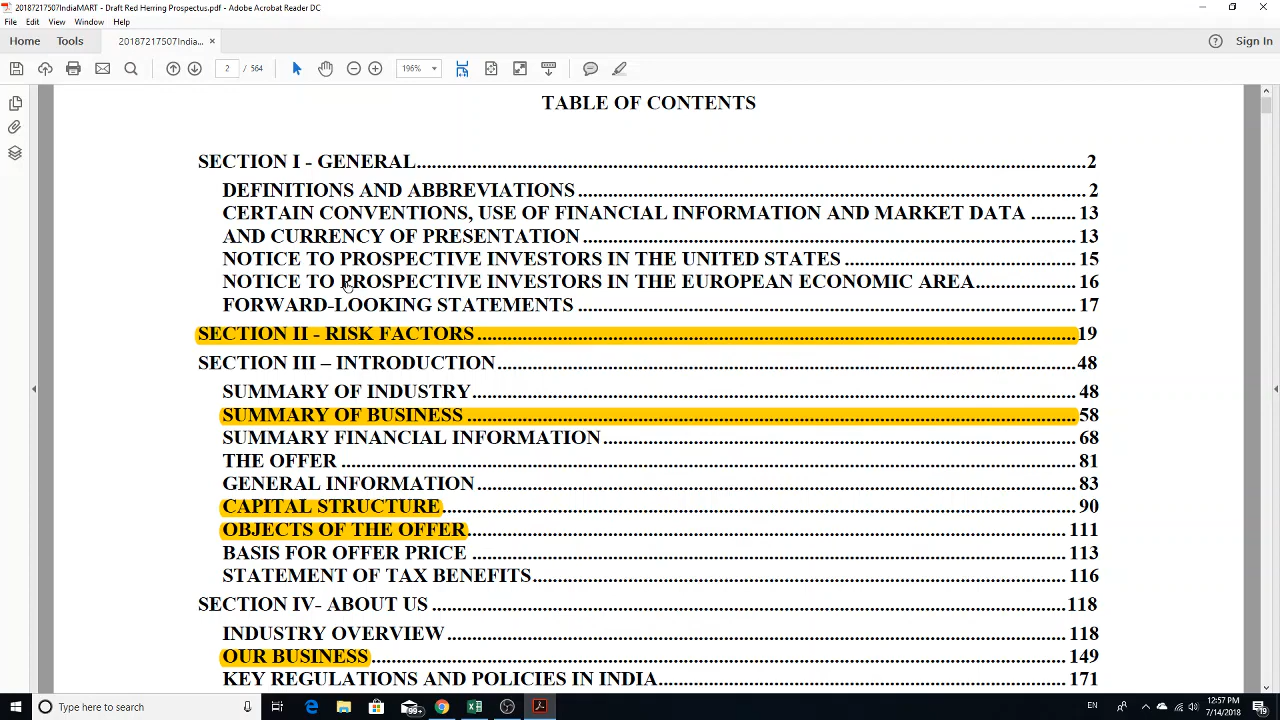 20187217507IndiaMART - Draft Red Herring Prospectus.pdf - Adobe Acrobat Reader DC
File Edit View Window Help
Home Tools 20187217507India... × Sign In
2 / 564 196%
TABLE OF CONTENTS
SECTION I - GENERAL 2
DEFINITIONS AND ABBREVIATIONS 2
CERTAIN CONVENTIONS, USE OF FINANCIAL INFORMATION AND MARKET DATA 13
AND CURRENCY OF PRESENTATION 13
NOTICE TO PROSPECTIVE INVESTORS IN THE UNITED STATES 15
NOTICE TO PROSPECTIVE INVESTORS IN THE EUROPEAN ECONOMIC AREA 16
FORWARD-LOOKING STATEMENTS 17
SECTION II - RISK FACTORS 19
SECTION III – INTRODUCTION 48
SUMMARY OF INDUSTRY 48
SUMMARY OF BUSINESS 58
SUMMARY FINANCIAL INFORMATION 68
THE OFFER 81
GENERAL INFORMATION 83
CAPITAL STRUCTURE 90
OBJECTS OF THE OFFER 111
BASIS FOR OFFER PRICE 113
STATEMENT OF TAX BENEFITS 116
SECTION IV- ABOUT US 118
INDUSTRY OVERVIEW 118
OUR BUSINESS 149
KEY REGULATIONS AND POLICIES IN INDIA 171
Type here to search 99+ EN 12:57 PM
7/14/2018 19